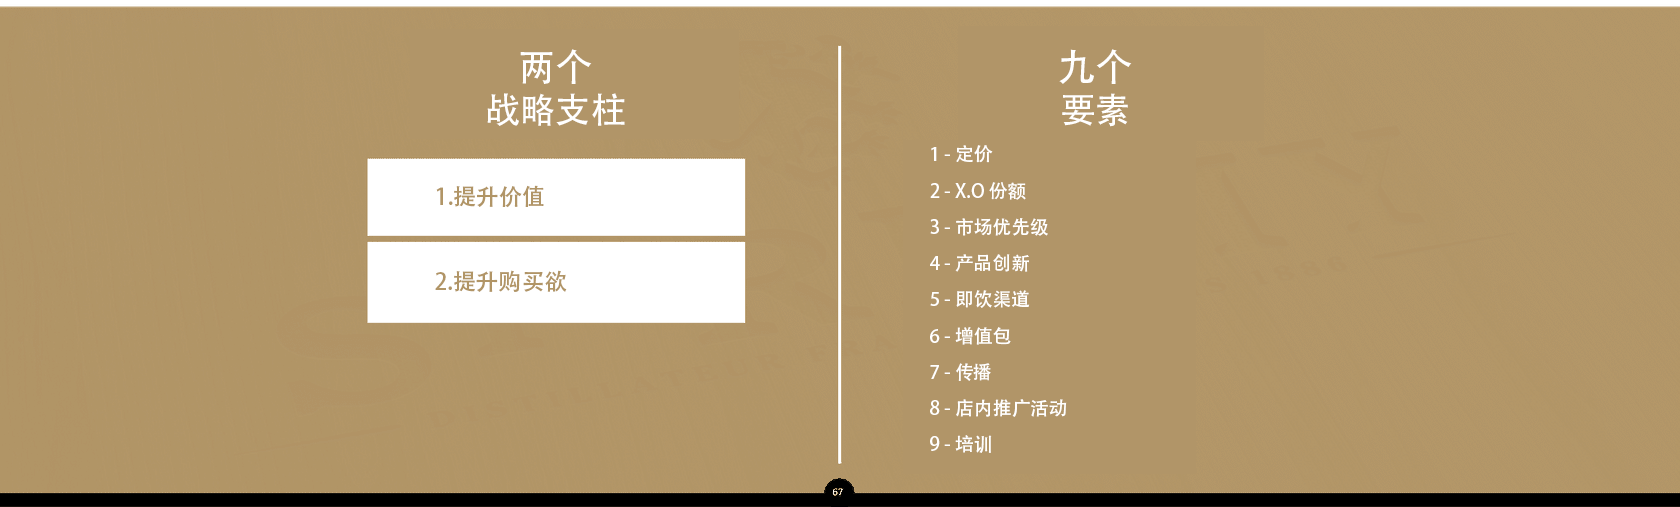 两个
战略支柱
1.提升价值
2.提升购买欲
九个
要素
1 - 定价
2 - X.O 份额
3 - 市场优先级
4 - 产品创新
5 - 即饮渠道
6 - 增值包
7 - 传播
8 - 店内推广活动
9 - 培训
67